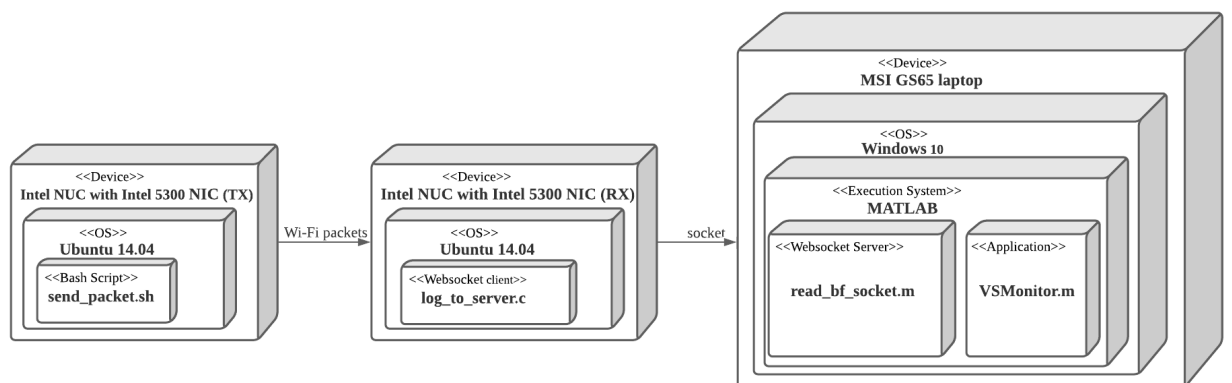 <<Device>>
Intel NUC with Intel 5300 NIC (TX)
<<OS>>
Ubuntu 14.04
<<Bash Script>>
send_packet.sh
Wi-Fi packets
<<Device>>
Intel NUC with Intel 5300 NIC (RX)
<<OS>>
Ubuntu 14.04
<<Websocket client>>
log_to_server.c
socket
<<Device>>
MSI GS65 laptop
<<OS>>
Windows 10
<<Execution System>>
MATLAB
<<Websocket Server>>
read_bf_socket.m
<<Application>>
VSMonitor.m